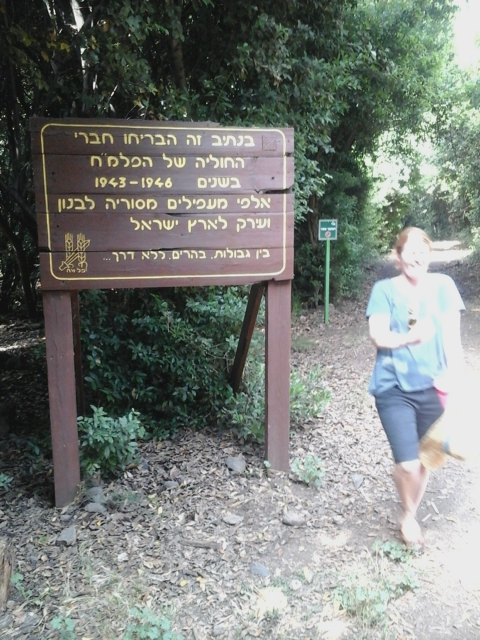 בנתיב זה הבריחו חברי
החוליה של הפלמ"ח
בשנים 1943-1946
אלפי מעפילים מסוריה לבנון
ועירק לארץ ישראל
בין גבולות, בהרים, ללא דרך...